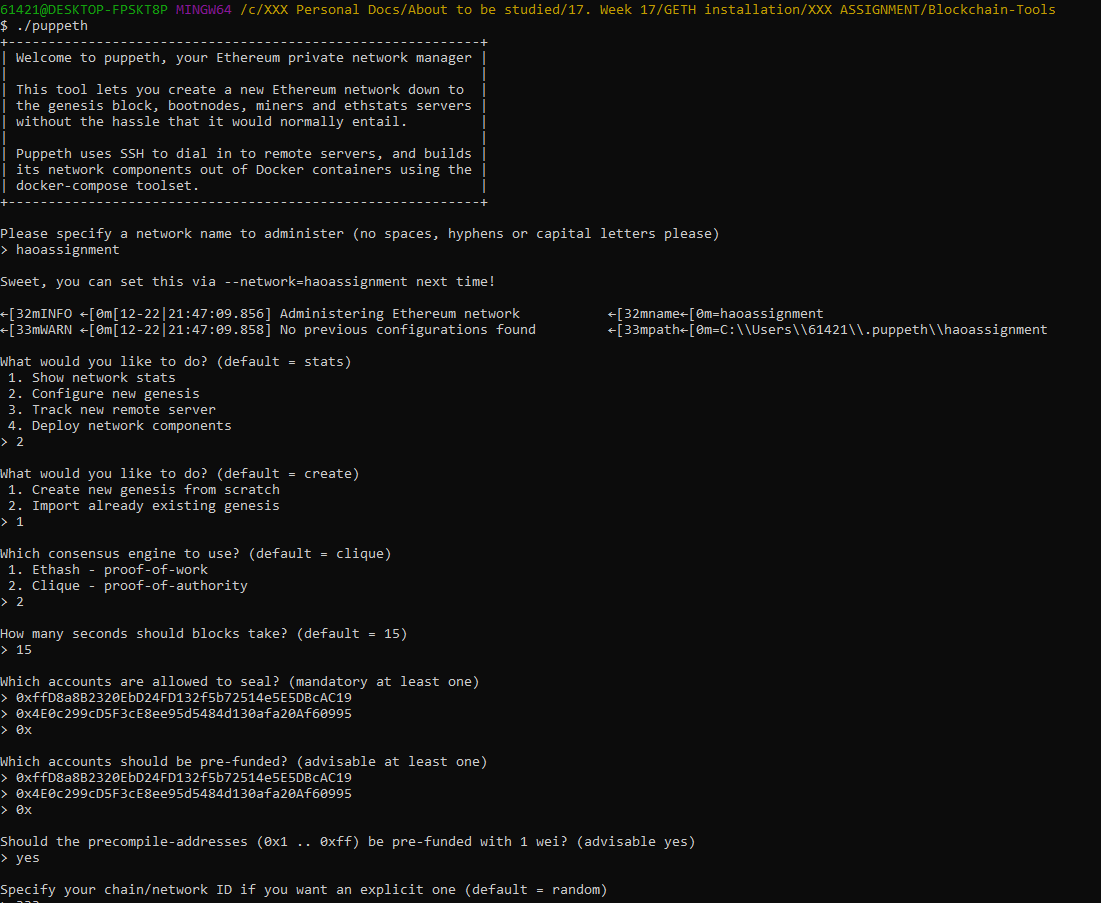 61421@DESKTOP-FPSKT8P MINGW64 /c/XXX Personal Docs/About to be studied/17. Week 17/GETH installation/XXX ASSIGNMENT/Blockchain-Tools
$ ./puppeth
+-----------------------------------------------------------+
| Welcome to puppeth, your Ethereum private network manager |
|                                                           |
| This tool lets you create a new Ethereum network down to  |
| the genesis block, bootnodes, miners and ethstats servers |
| without the hassle that it would normally entail.         |
|                                                           |
| Puppeth uses SSH to dial in to remote servers, and builds |
| its network components out of Docker containers using the |
| docker-compose toolset.                                   |
+-----------------------------------------------------------+
Please specify a network name to administer (no spaces, hyphens or capital letters please)
> haoassignment
Sweet, you can set this via --network=haoassignment next time!
←[32mINFO ←[0m[12-22|21:47:09.856] Administering Ethereum network           ←[32mname←[0m=haoassignment
←[33mWARN ←[0m[12-22|21:47:09.858] No previous configurations found         ←[33mpath←[0m=C:\\Users\\61421\\.puppeth\\haoassignment
What would you like to do? (default = stats)
 1. Show network stats
 2. Configure new genesis
 3. Track new remote server
 4. Deploy network components
> 2
What would you like to do? (default = create)
 1. Create new genesis from scratch
 2. Import already existing genesis
> 1
Which consensus engine to use? (default = clique)
 1. Ethash - proof-of-work
 2. Clique - proof-of-authority
> 2
How many seconds should blocks take? (default = 15)
> 15
Which accounts are allowed to seal? (mandatory at least one)
> 0xffD8a8B2320EbD24FD132f5b72514e5E5DBcAC19
> 0x4E0c299cD5F3cE8ee95d5484d130afa20Af60995
> 0x
Which accounts should be pre-funded? (advisable at least one)
> 0xffD8a8B2320EbD24FD132f5b72514e5E5DBcAC19
> 0x4E0c299cD5F3cE8ee95d5484d130afa20Af60995
> 0x
Should the precompile-addresses (0x1 .. 0xff) be pre-funded with 1 wei? (advisable yes)
> yes
Specify your chain/network ID if you want an explicit one (default = random)